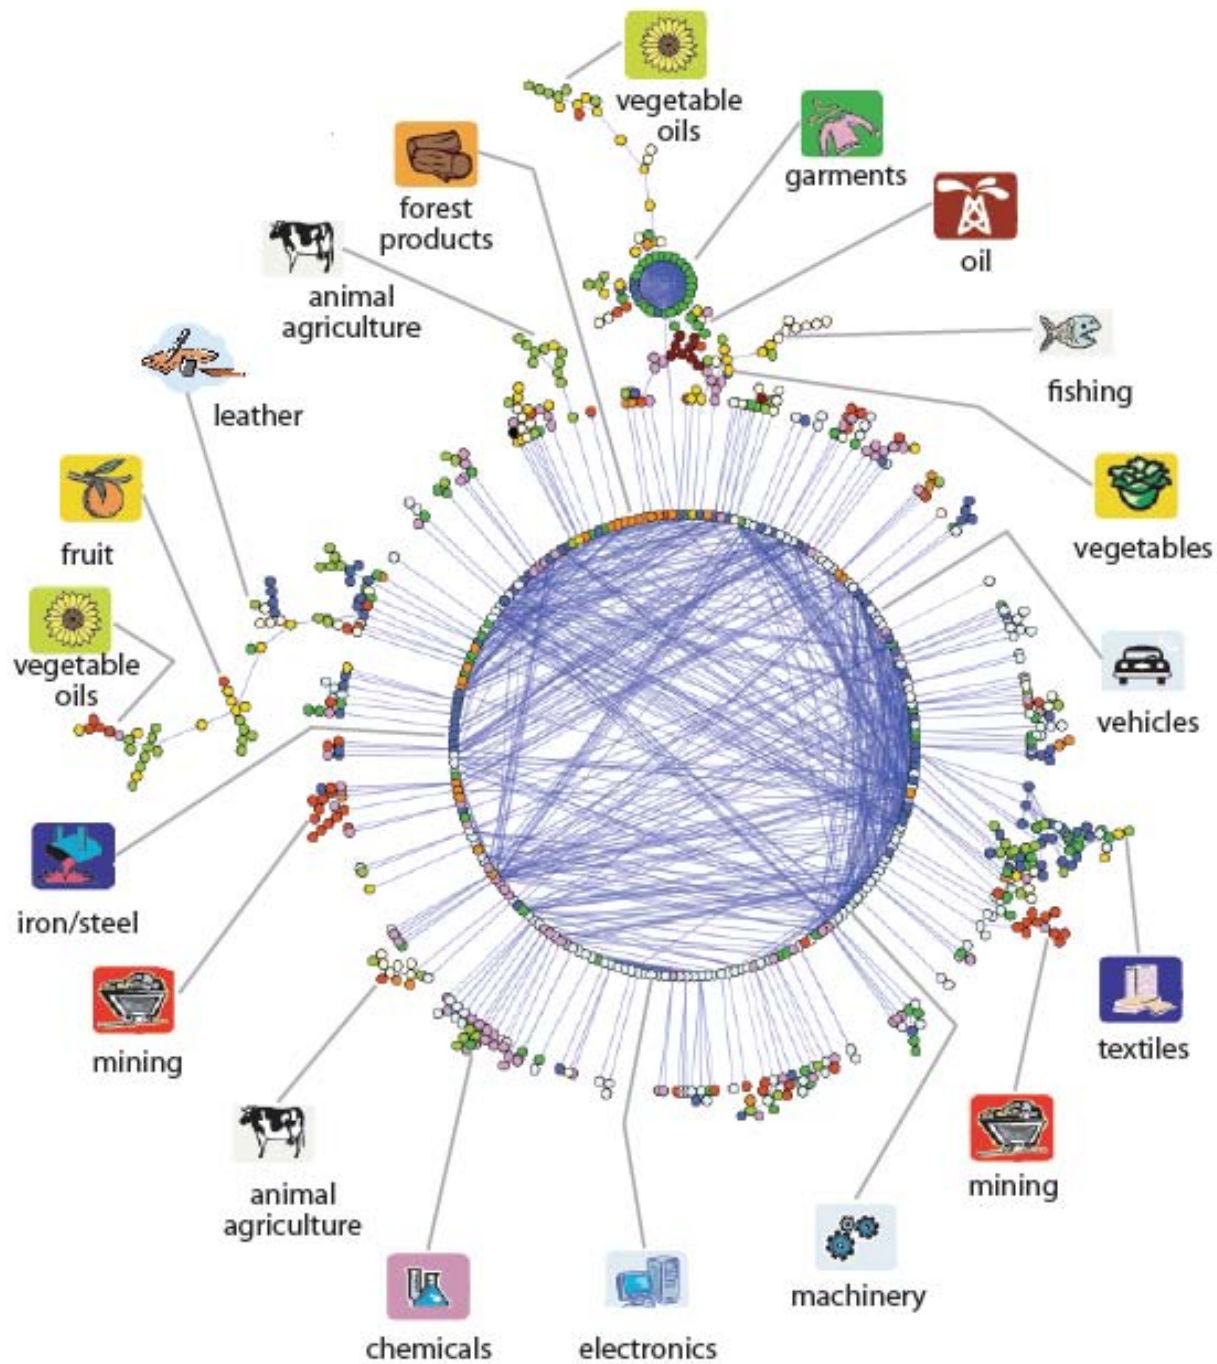 vegetable
oils
garments
forest
products
oil
animal
agriculture
fishing
leather
fruit
vegetables
vegetable
oils
vehicles
iron/steel
mining
textiles
animal
agriculture
mining
machinery
chemicals
electronics